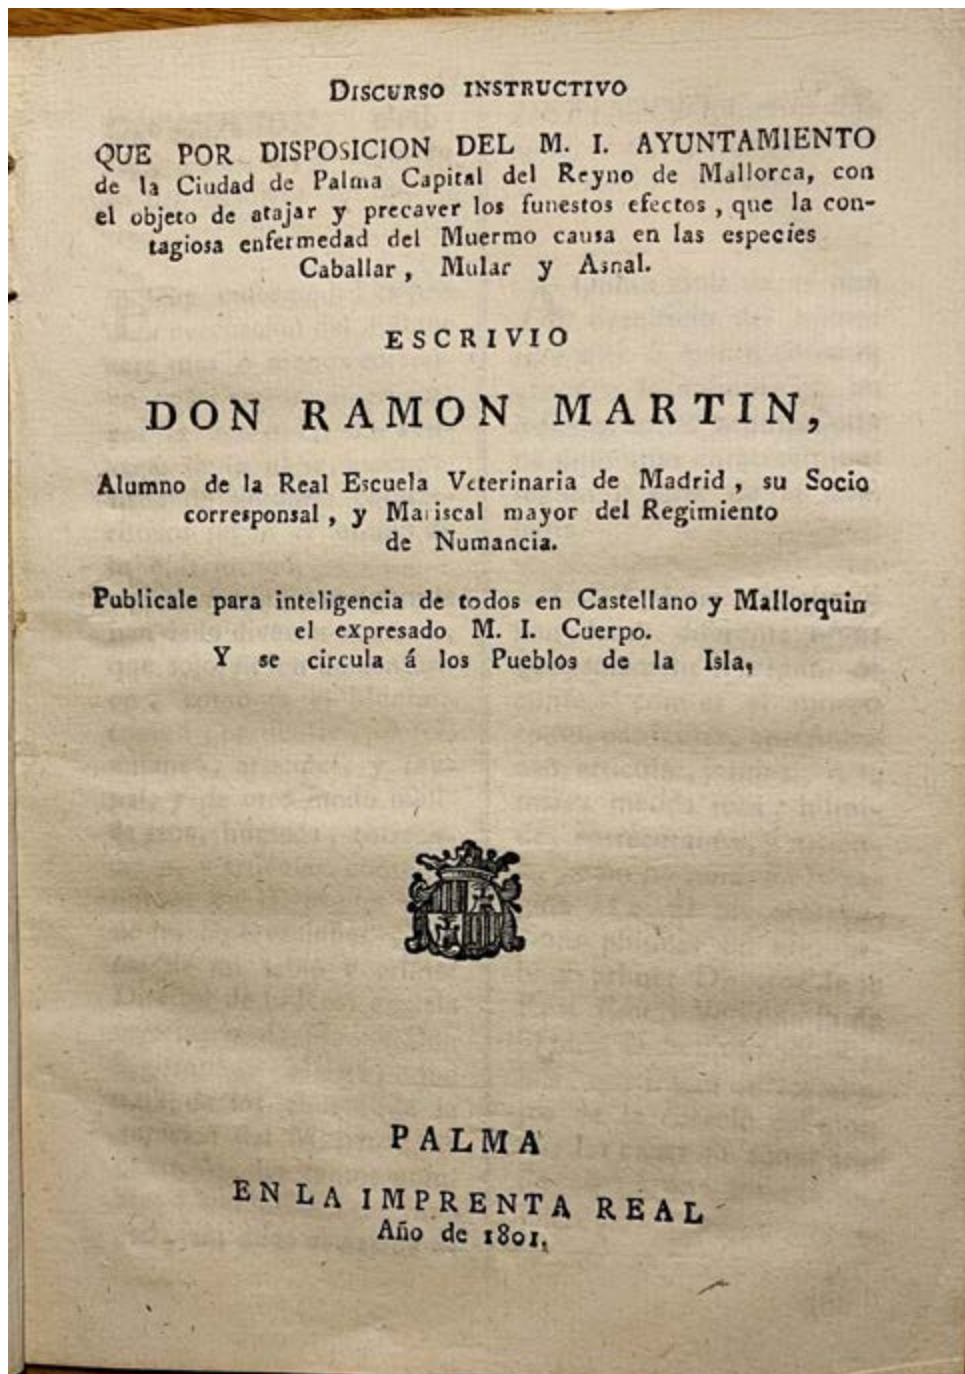 DISCURSO INSTRUCTIVO
QUE POR DISPOSICION DEL M. I. AYUNTAMIENTO
de la Ciudad de Palma Capital del Reyno de Mallorca, con
el objeto de atajar y precaver los funestos efectos, que la con-
tagiosa enfermedad del Muermo causa en las especies
Caballar, Mular y Asnal.
ESCRIVIO
DON RAMON MARTIN,
Alumno de la Real Escuela Veterinaria de Madrid, su Socio
corresponsal, y Mariscal mayor del Regimiento
de Numancia.
Publicale para inteligencia de todos en Castellano y Mallorquin
el expresado M. I. Cuerpo.
Y se circula á los Pueblos de la Isla,
PALMA
EN LA IMPRENTA REAL
Año de 1801,